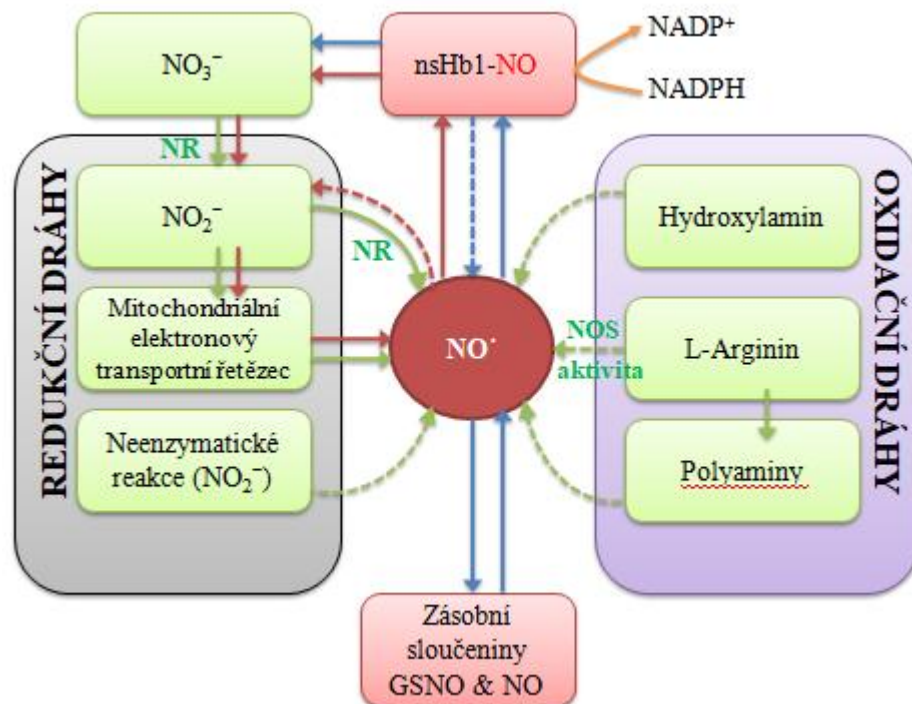 NO₃⁻
nsHb1-NO
NADP⁺
NADPH
NR
REDUKČNÍ DRÁHY
NO₂⁻
NR
Mitochondriální
elektronový
transportní řetězec
Neenzymatické
reakce (NO₂⁻)
NO˙
NOS
aktivita
Hydroxylamin
L-Arginin
Polyaminy
OXIDAČNÍ DRÁHY
Zásobní
sloučeniny
GSNO & NO